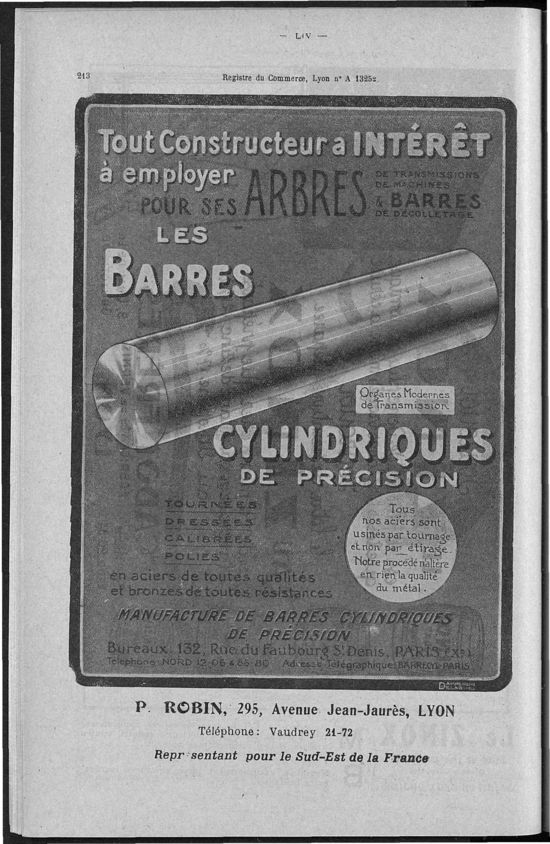 — LIV —
213
Registre du Commerce, Lyon n° A 13252
Tout Constructeur a INTÉRÊT
à employer
POUR SES ARBRES
DE TRANSMISSIONS
DE MACHINES
& BARRES
DE DÉCOLLETAGE
LES
BARRES
Organes Modernes
de Transmission
CYLINDRIQUES
DE PRÉCISION
TOURNÉES
DRESSÉES
CALIBRÉES
POLIES
Tous
nos aciers sont
usinés par tournage
et non par étirage.
Notre procédé n'altère
en rien la qualité
du métal.
en aciers de toutes qualités
et bronzes de toutes résistances
MANUFACTURE DE BARRES CYLINDRIQUES
DE PRÉCISION
Bureaux: 132, Rue du Faubourg St Denis, PARIS (Xe)
Téléphone: NORD 12-06 & 85-80 Adresse Télégraphique: BARRECYL-PARIS
P. ROBIN, 295, Avenue Jean-Jaurès, LYON
Téléphone: Vaudrey 21-72
Repr sentant pour le Sud-Est de la France